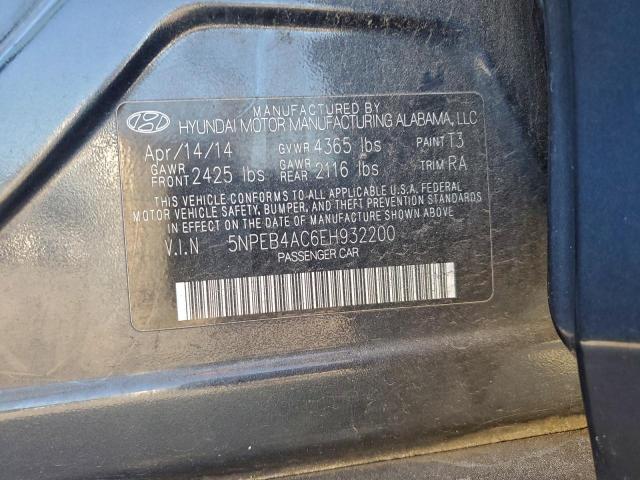 MANUFACTURED BY
HYUNDAI MOTOR MANUFACTURING ALABAMA, LLC
Apr/14/14 GVWR 4365 lbs PAINT T3
GAWR FRONT 2425 lbs GAWR REAR 2116 lbs TRIM RA
THIS VEHICLE CONFORMS TO ALL APPLICABLE U.S.A. FEDERAL
MOTOR VEHICLE SAFETY, BUMPER, AND THEFT PREVENTION STANDARDS
IN EFFECT ON THE DATE OF MANUFACTURE SHOWN ABOVE.
V.I.N 5NPEB4AC6EH932200
PASSENGER CAR